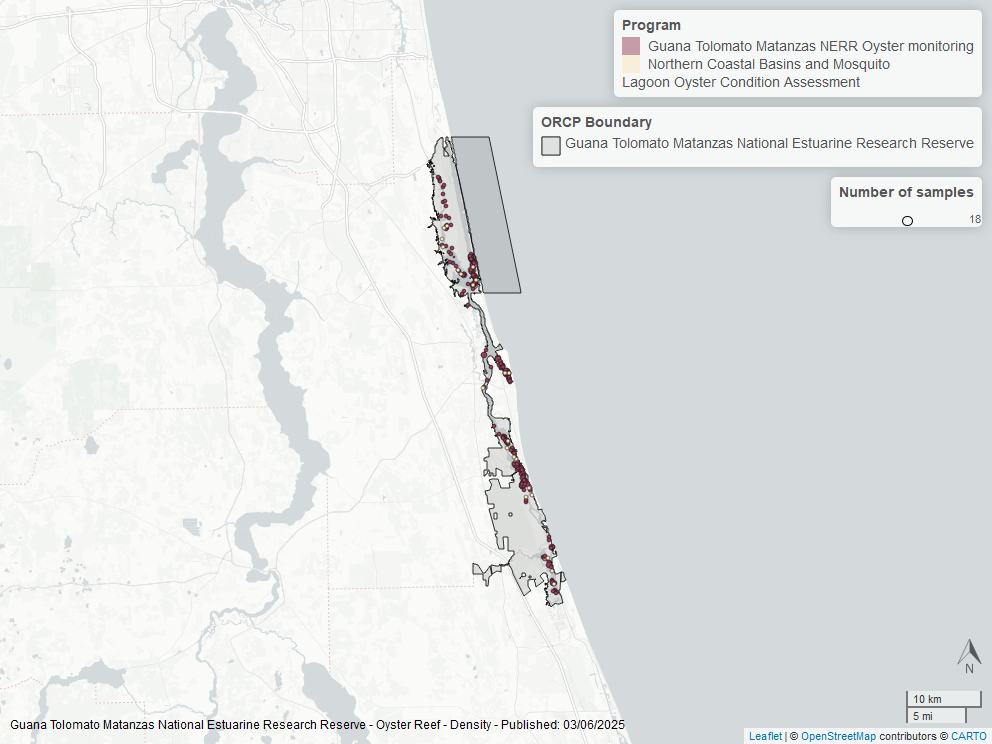 Program
Guana Tolomato Matanzas NERR Oyster monitoring
Northern Coastal Basins and Mosquito
Lagoon Oyster Condition Assessment
ORCP Boundary
Guana Tolomato Matanzas National Estuarine Research Reserve
Number of samples
18
N
10 km
5 mi
Guana Tolomato Matanzas National Estuarine Research Reserve - Oyster Reef - Density - Published: 03/06/2025
Leaflet | © OpenStreetMap contributors © CARTO